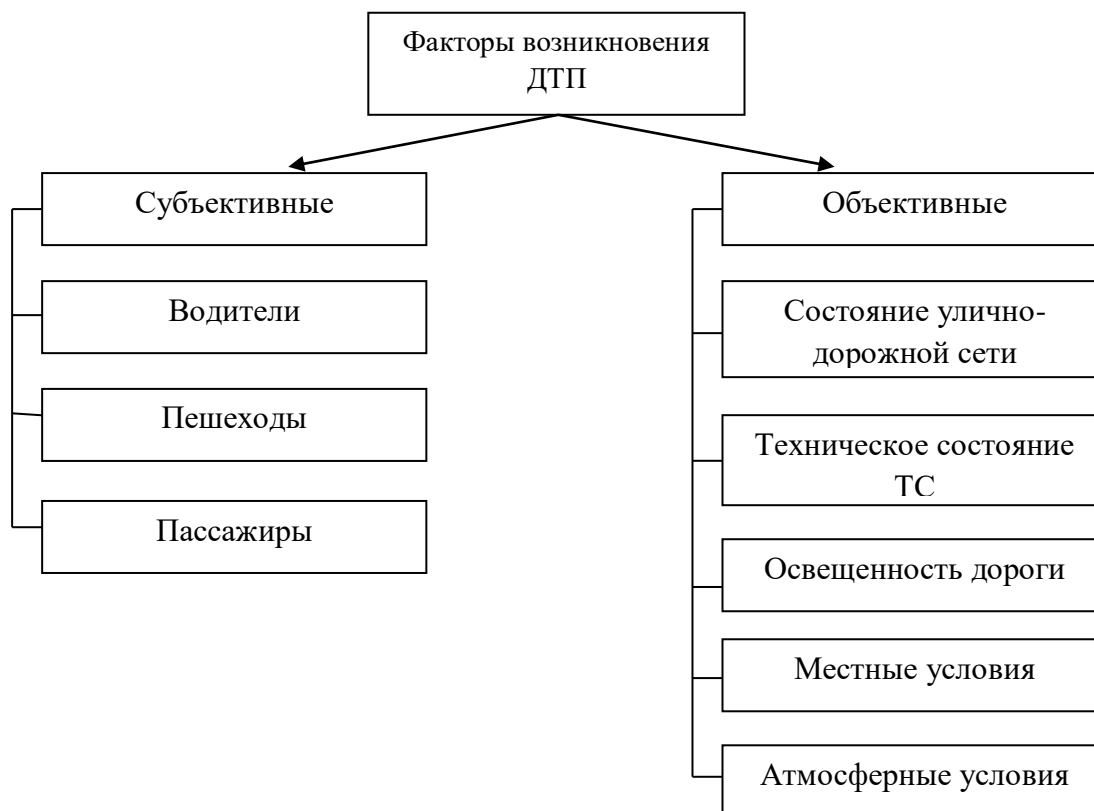 Факторы возникновения
ДТП
Субъективные
Водители
Пешеходы
Пассажиры
Объективные
Состояние улично-
дорожной сети
Техническое состояние
ТС
Освещенность дороги
Местные условия
Атмосферные условия